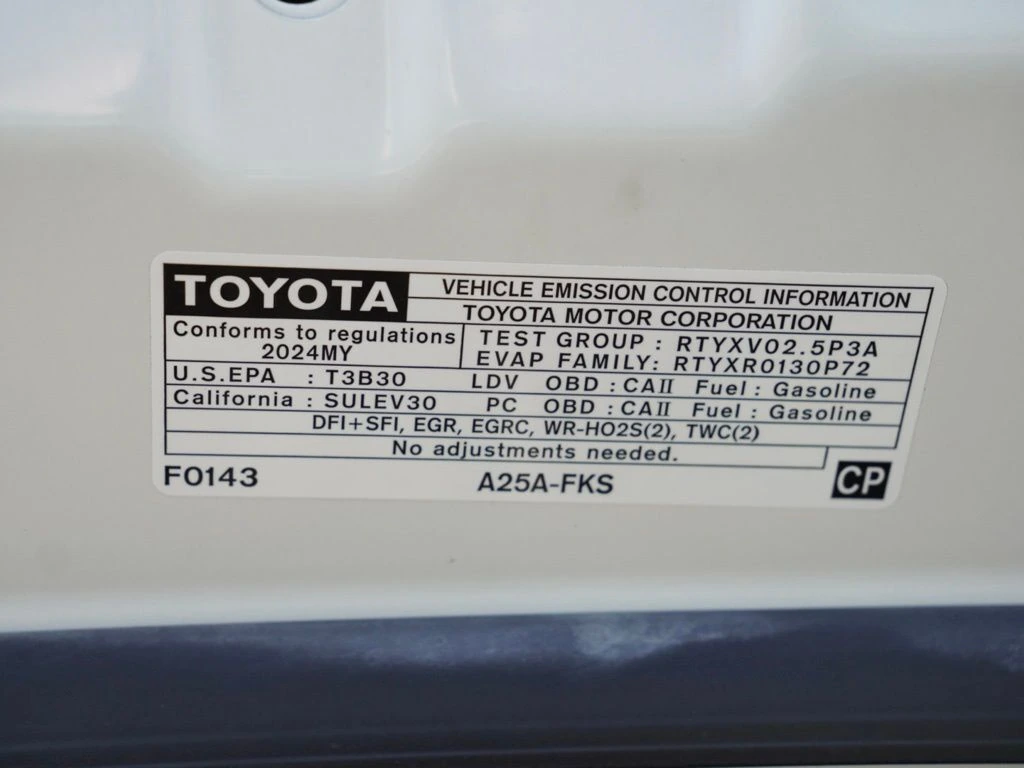 TOYOTA VEHICLE EMISSION CONTROL INFORMATION
TOYOTA MOTOR CORPORATION
Conforms to regulations
2024MY
TEST GROUP : RTYXV02.5P3A
EVAP FAMILY: RTYXR0130P72
U.S.EPA : T3B30 LDV OBD : CAII Fuel : Gasoline
California : SULEV30 PC OBD : CAII Fuel : Gasoline
DFI+SFI, EGR, EGRC, WR-HO2S(2), TWC(2)
No adjustments needed.
F0143 A25A-FKS CP